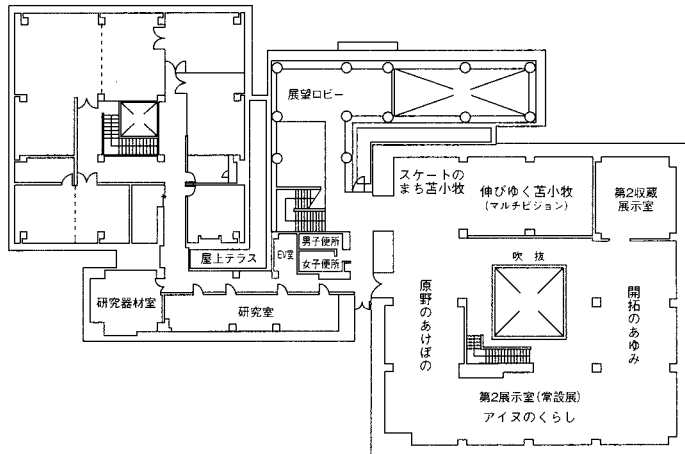 展望ロビー
スケートの
まち苫小牧
伸びゆく苫小牧
(マルチビジョン)
第2収蔵
展示室
男子便所
EV室
女子便所
屋上テラス
吹抜
研究器材室
研究室
原野のあけぼの
開拓のあゆみ
第2展示室(常設展)
アイヌのくらし